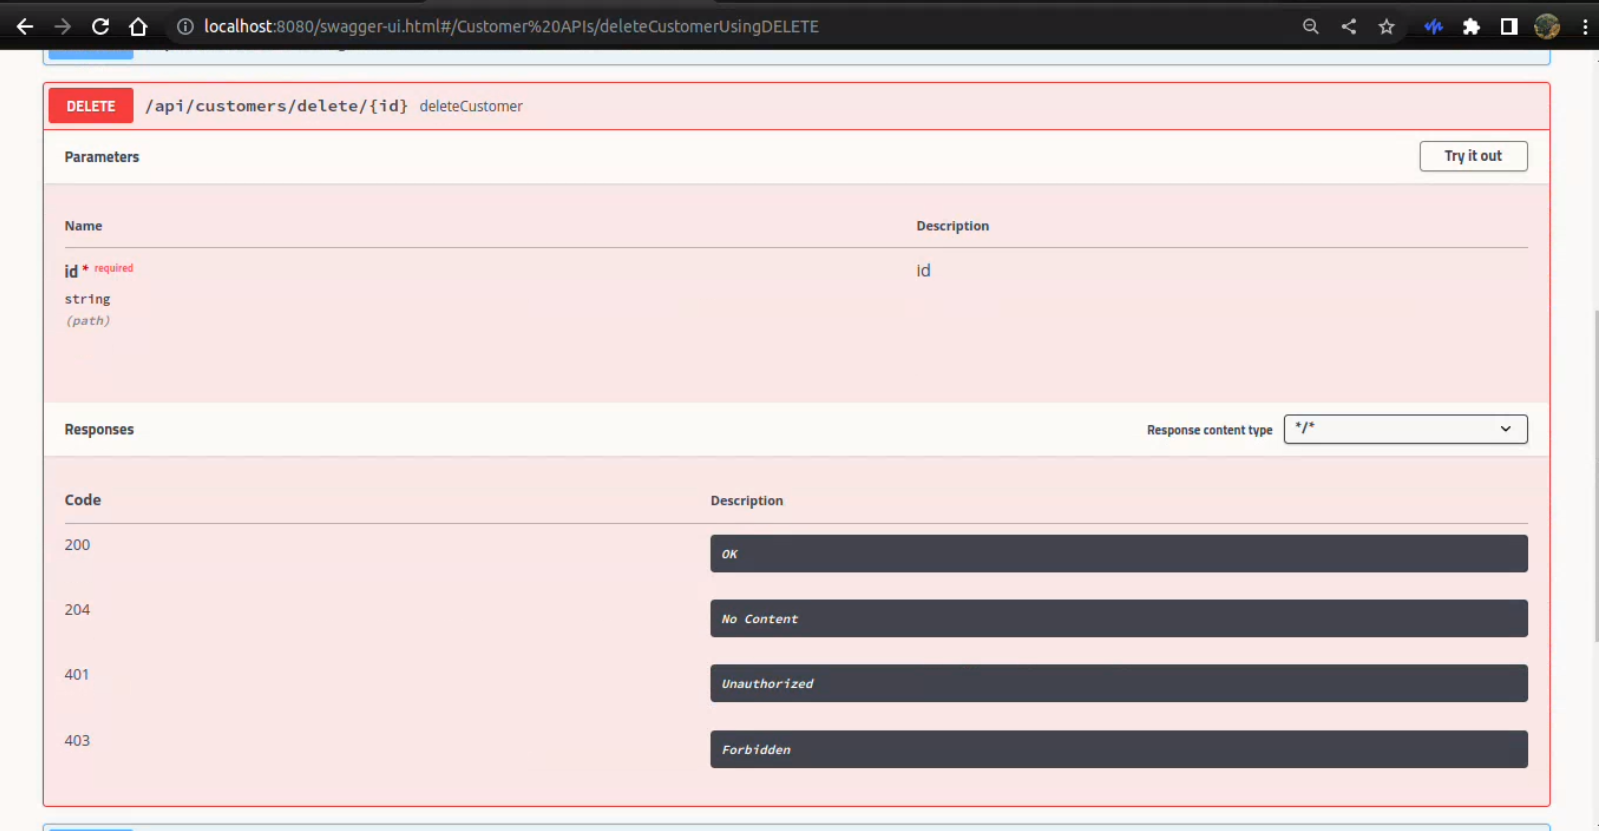 localhost:8080/swagger-ui.html#/Customer%20APIs/deleteCustomerUsingDELETE
DELETE /api/customers/delete/{id} deleteCustomer
Parameters Try it out
Name Description
id * required id
string
(path)
Responses Response content type */*
Code Description
200 OK
204 No Content
401 Unauthorized
403 Forbidden